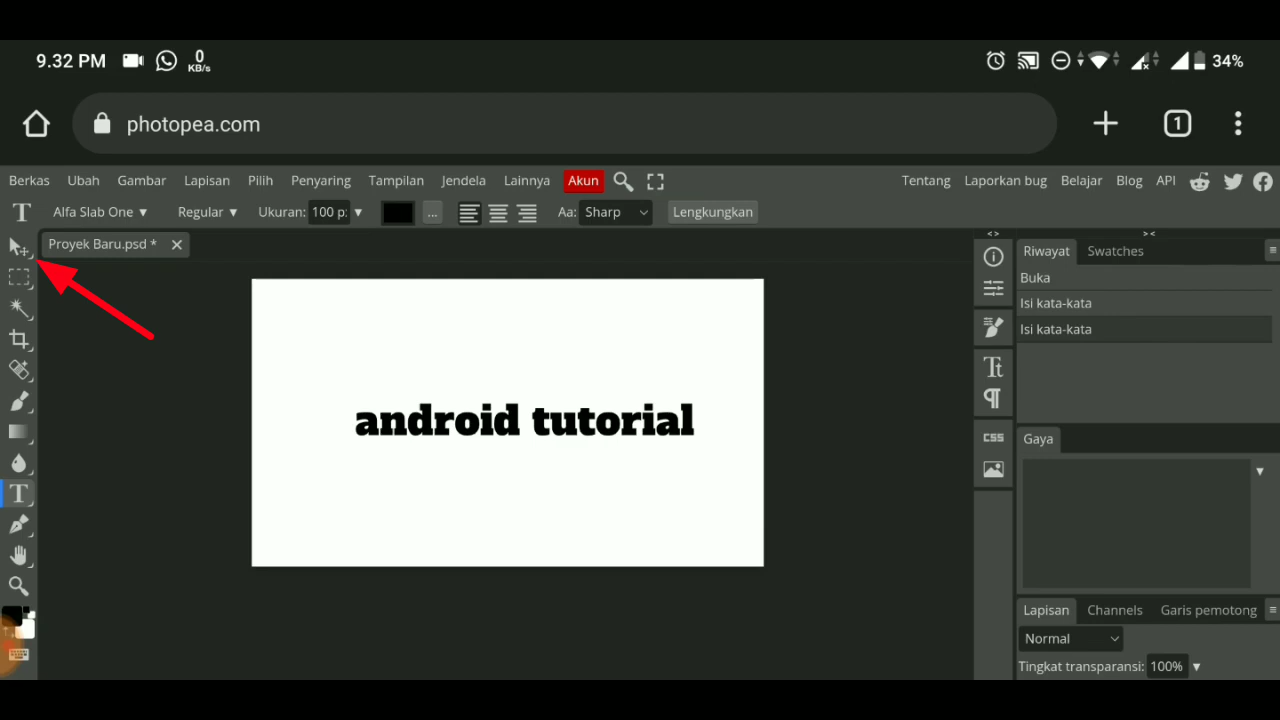 9.32 PM 0 KB/s 34%
photopea.com 1
Berkas Ubah Gambar Lapisan Pilih Penyaring Tampilan Jendela Lainnya Akun Tentang Laporkan bug Belajar Blog API
T Alfa Slab One Regular Ukuran: 100 p: ... Aa: Sharp Lengkungkan
Proyek Baru.psd *
Riwayat Swatches
Buka
Isi kata-kata
Isi kata-kata
Tt
CSS
Gaya
android tutorial
T
Lapisan Channels Garis pemotong
Normal
Tingkat transparansi: 100%